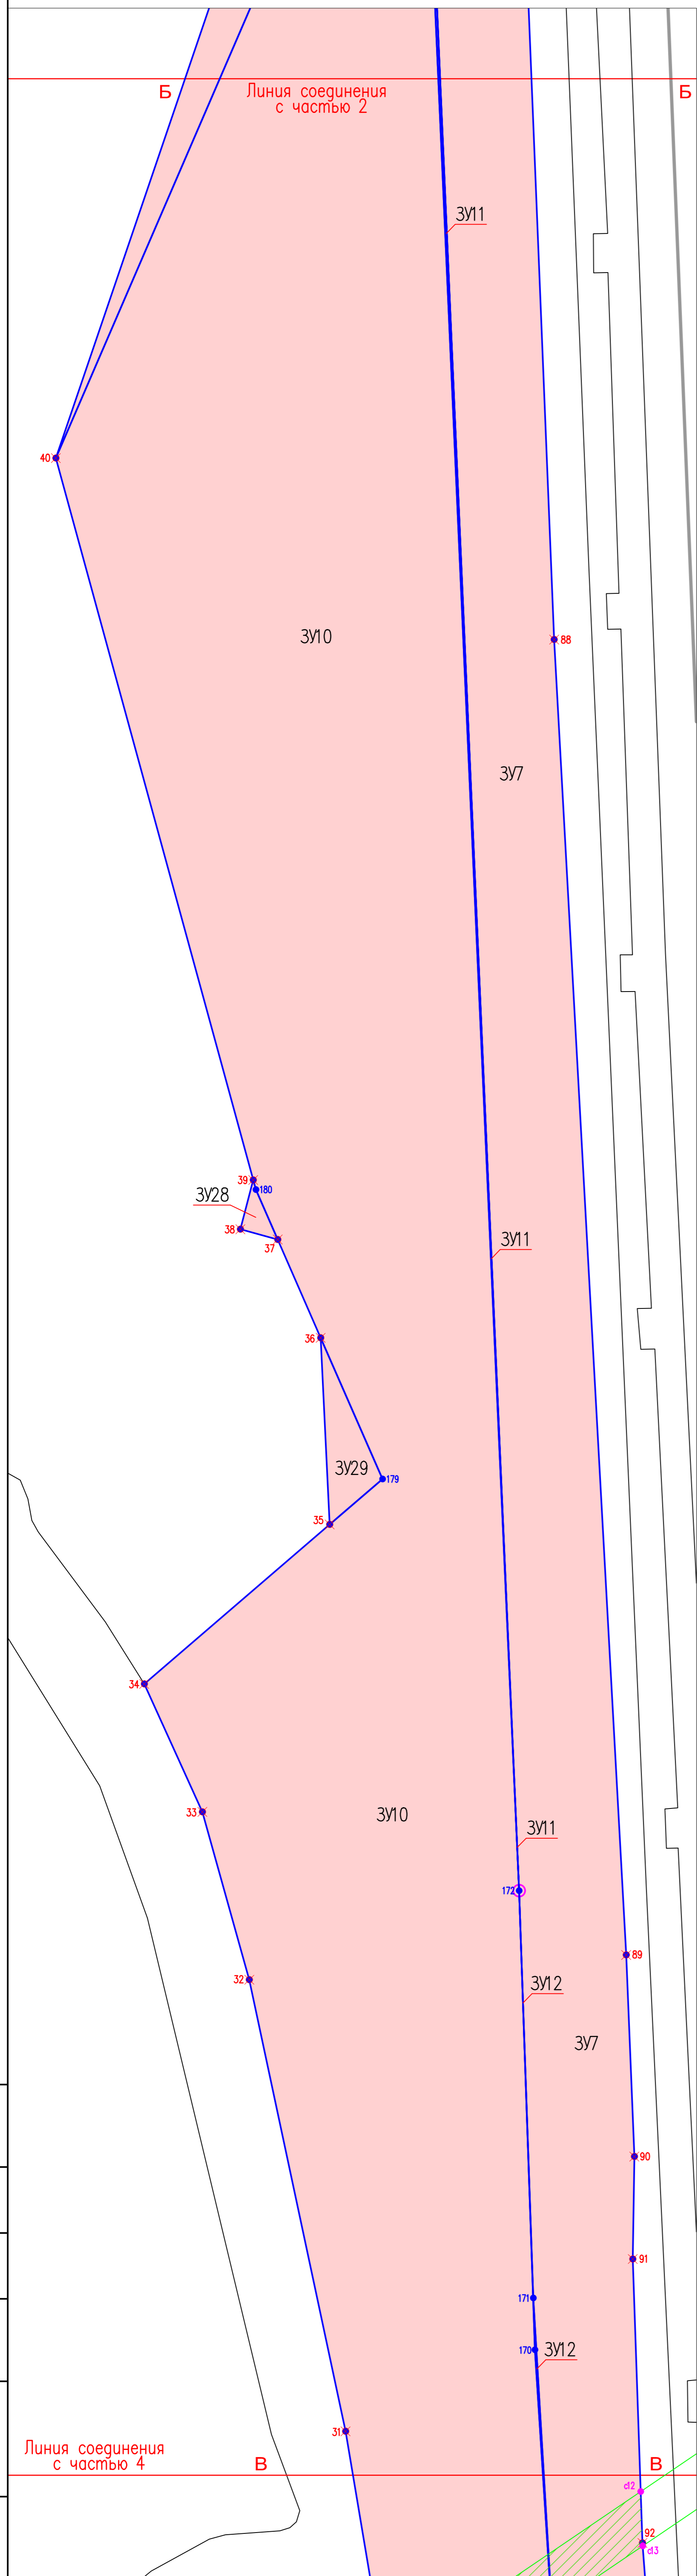 Б
Линия соединения
с частью 2
Б
ЗУ11
40
ЗУ10
88
ЗУ7
39
180
ЗУ28
38
37
ЗУ11
36
ЗУ29
179
35
34
33
ЗУ10
ЗУ11
172
89
32
ЗУ12
ЗУ7
90
91
171
170
ЗУ12
31
Линия соединения
с частью 4
В
В
c12
92
c13